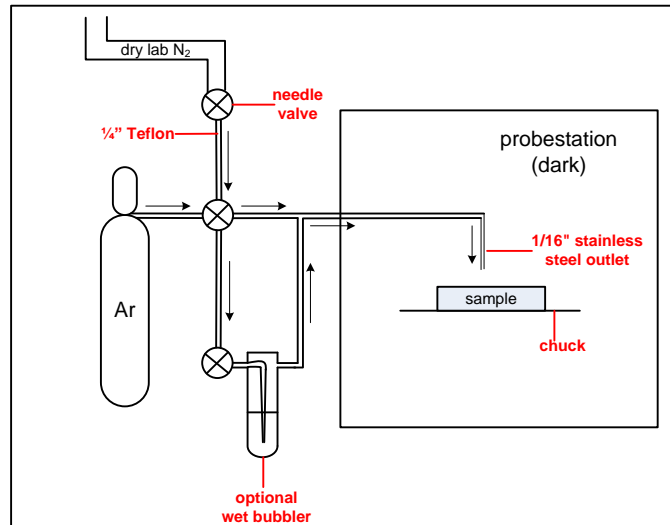 dry lab N₂
needle
valve
¼” Teflon
probestation
(dark)
1/16" stainless
steel outlet
Ar
sample
chuck
optional
wet bubbler